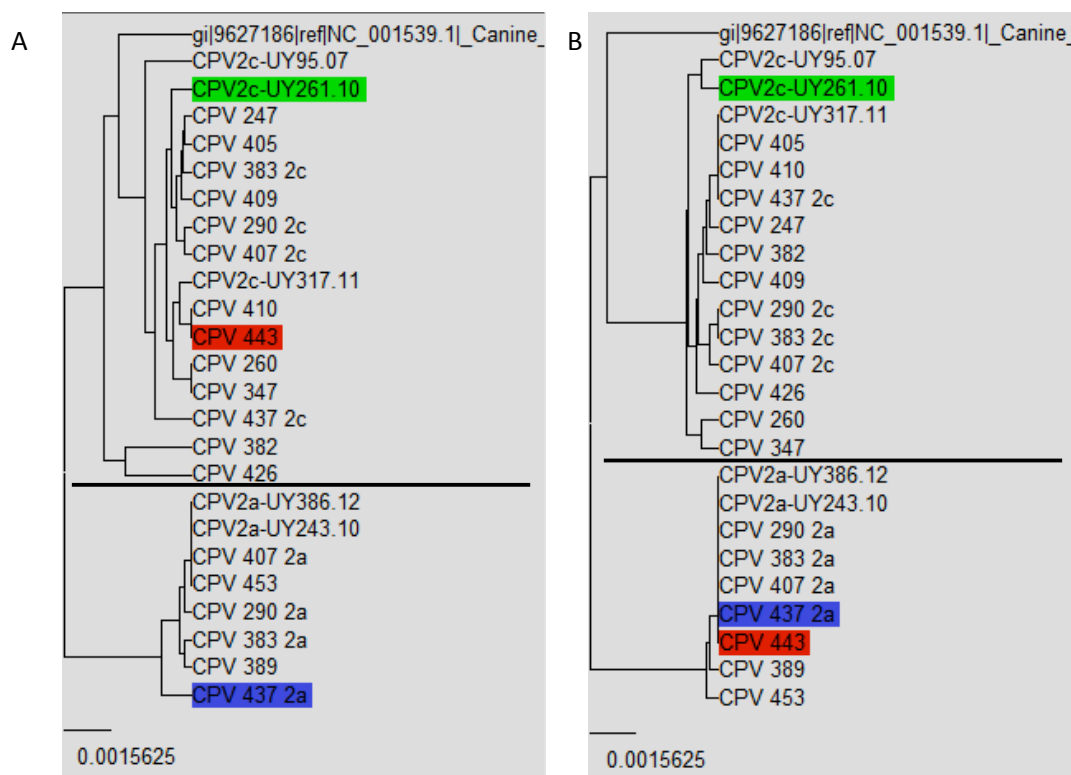 A
gi|9627186|ref|NC_001539.1|_Canine_
CPV2c-UY95.07
CPV2c-UY261.10
CPV 247
CPV 405
CPV 383 2c
CPV 409
CPV 290 2c
CPV 407 2c
CPV2c-UY317.11
CPV 410
CPV 443
CPV 260
CPV 347
CPV 437 2c
CPV 382
CPV 426
CPV2a-UY386.12
CPV2a-UY243.10
CPV 407 2a
CPV 453
CPV 290 2a
CPV 383 2a
CPV 389
CPV 437 2a
0.0015625
B
gi|9627186|ref|NC_001539.1|_Canine_
CPV2c-UY95.07
CPV2c-UY261.10
CPV2c-UY317.11
CPV 405
CPV 410
CPV 437 2c
CPV 247
CPV 382
CPV 409
CPV 290 2c
CPV 383 2c
CPV 407 2c
CPV 426
CPV 260
CPV 347
CPV2a-UY386.12
CPV2a-UY243.10
CPV 290 2a
CPV 383 2a
CPV 407 2a
CPV 437 2a
CPV 443
CPV 389
CPV 453
0.0015625